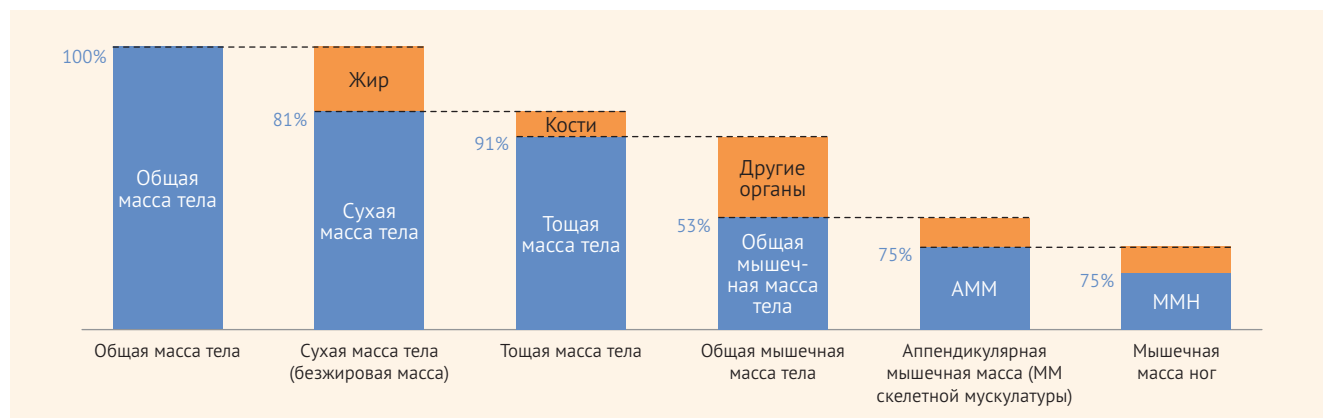 100%
Общая
масса тела
Жир
81%
Сухая
масса тела
Кости
91%
Тощая
масса тела
Другие
органы
53%
Общая
мышеч-
ная масса
тела
75%
АММ
75%
ММН
Общая масса тела
Сухая масса тела
(безжировая масса)
Тощая масса тела
Общая мышечная
масса тела
Аппендикулярная
мышечная масса (ММ
скелетной мускулатуры)
Мышечная
масса ног